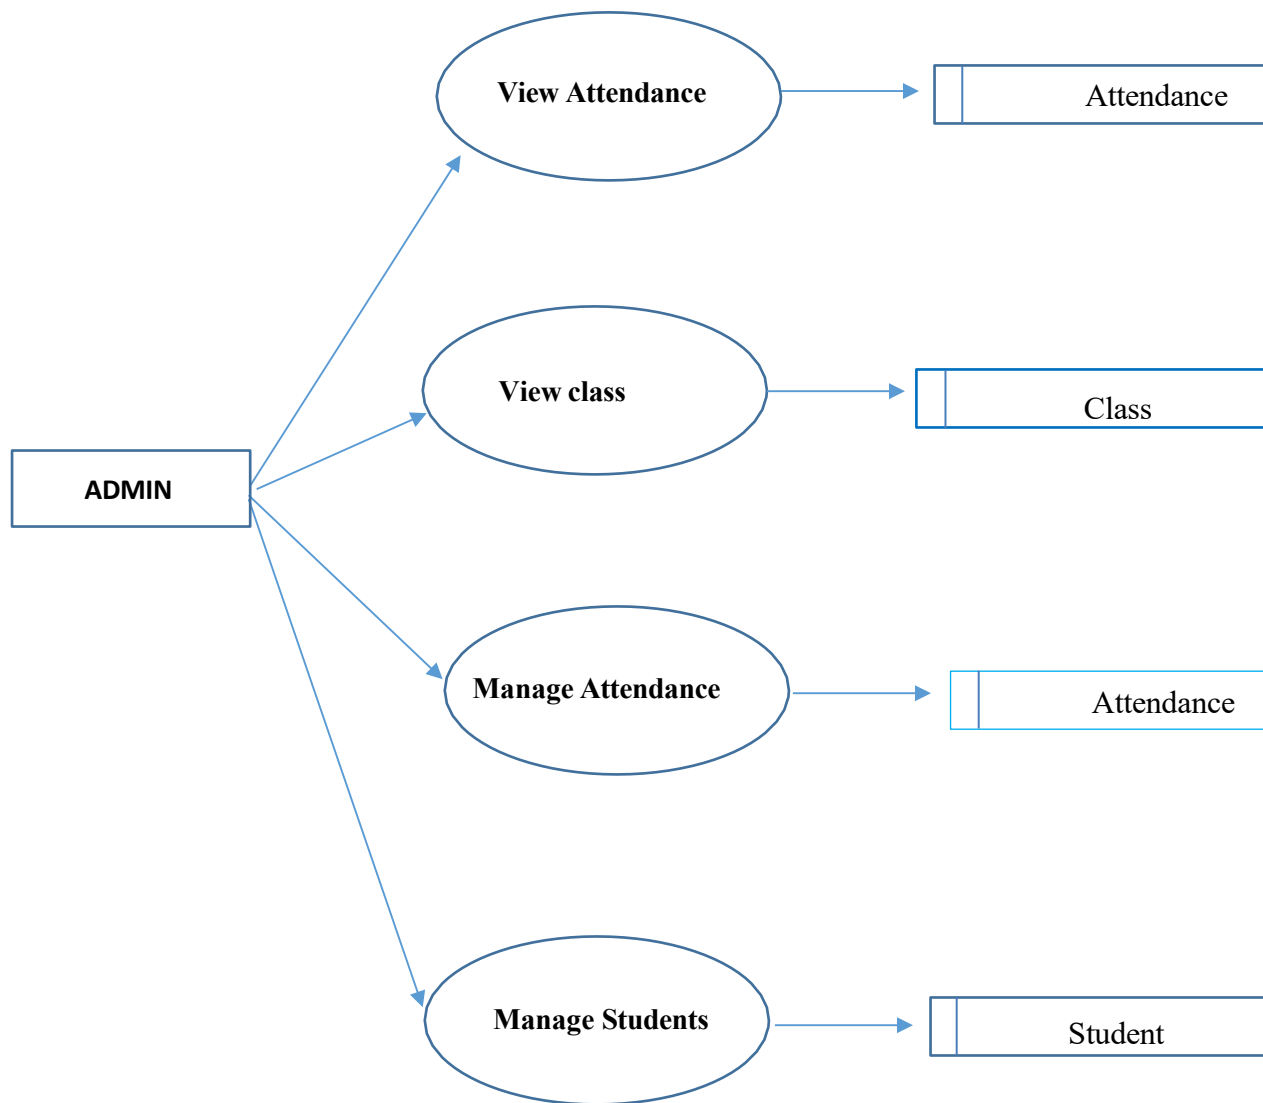 View Attendance
Attendance
View class
Class
ADMIN
Manage Attendance
Attendance
Manage Students
Student